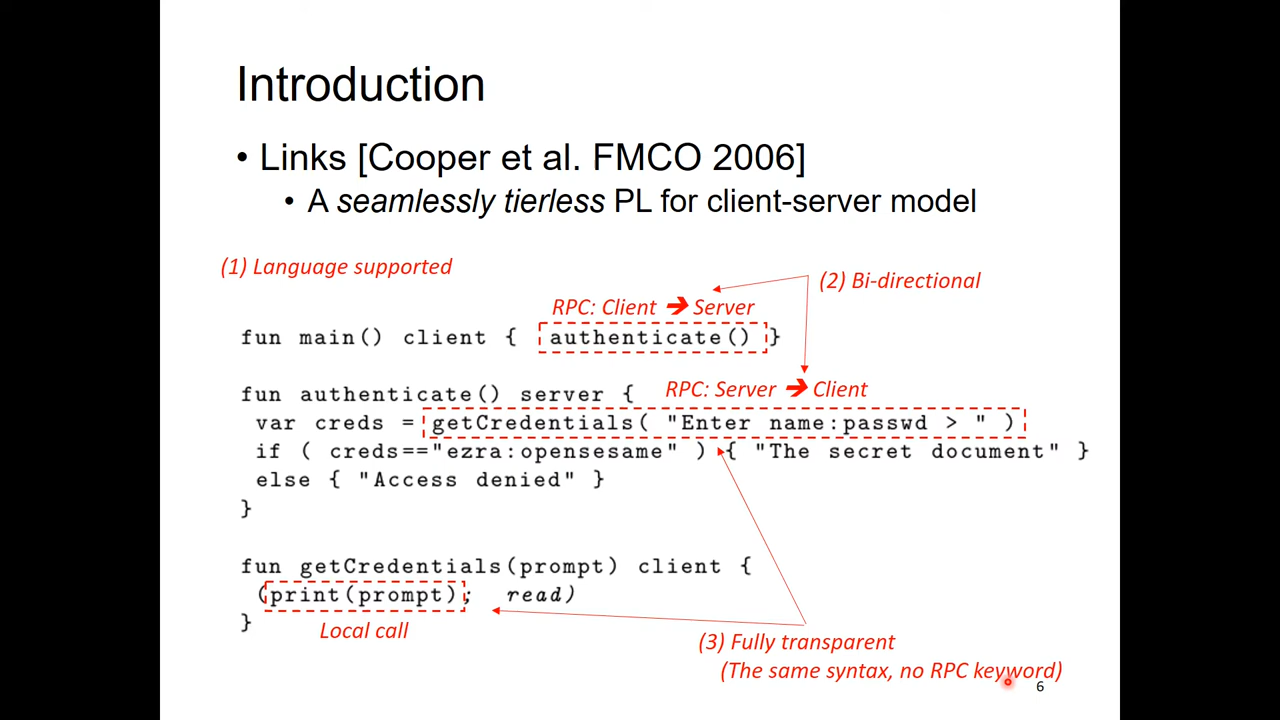 Introduction
• Links [Cooper et al. FMCO 2006]
• A seamlessly tierless PL for client-server model
(1) Language supported
(2) Bi-directional
RPC: Client ➔ Server
fun main() client { authenticate() }
fun authenticate() server {
RPC: Server ➔ Client
var creds = getCredentials( "Enter name:passwd > " )
if ( creds=="ezra:opensesame" ) { "The secret document" }
else { "Access denied" }
}
fun getCredentials(prompt) client {
(print(prompt); read)
}
Local call
(3) Fully transparent
(The same syntax, no RPC keyword)
6